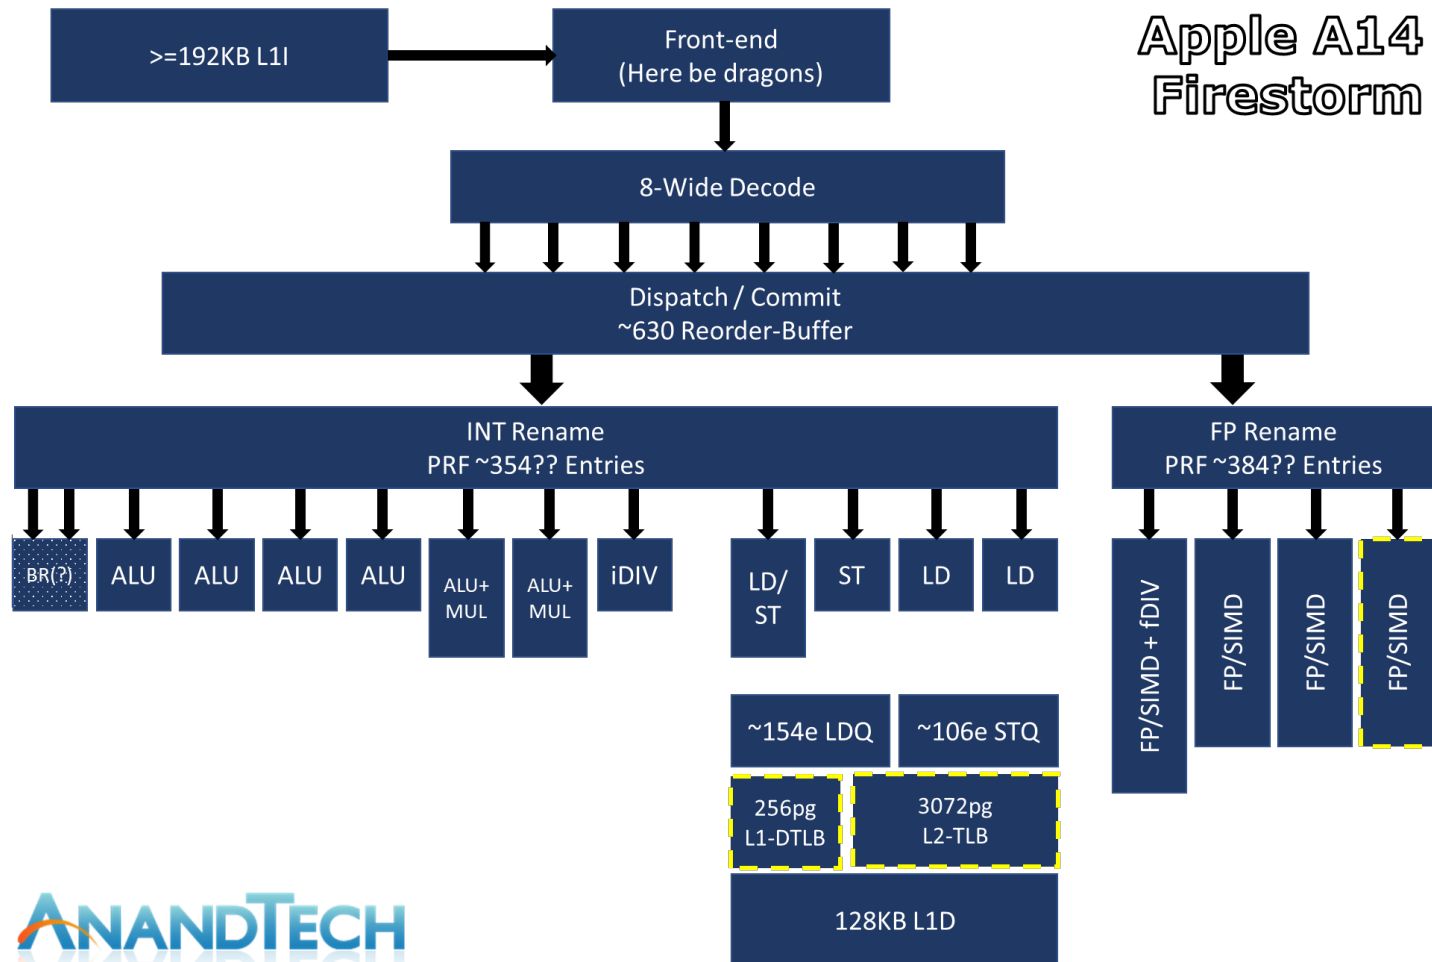 Apple A14
Firestorm
>=192KB L1I
Front-end
(Here be dragons)
8-Wide Decode
Dispatch / Commit
~630 Reorder-Buffer
INT Rename
PRF ~354?? Entries
FP Rename
PRF ~384?? Entries
BR(?)
ALU
ALU
ALU
ALU
ALU+
MUL
ALU+
MUL
iDIV
LD/
ST
ST
LD
LD
FP/SIMD + fDIV
FP/SIMD
FP/SIMD
FP/SIMD
~154e LDQ
~106e STQ
256pg
L1-DTLB
3072pg
L2-TLB
128KB L1D
ANANDTECH